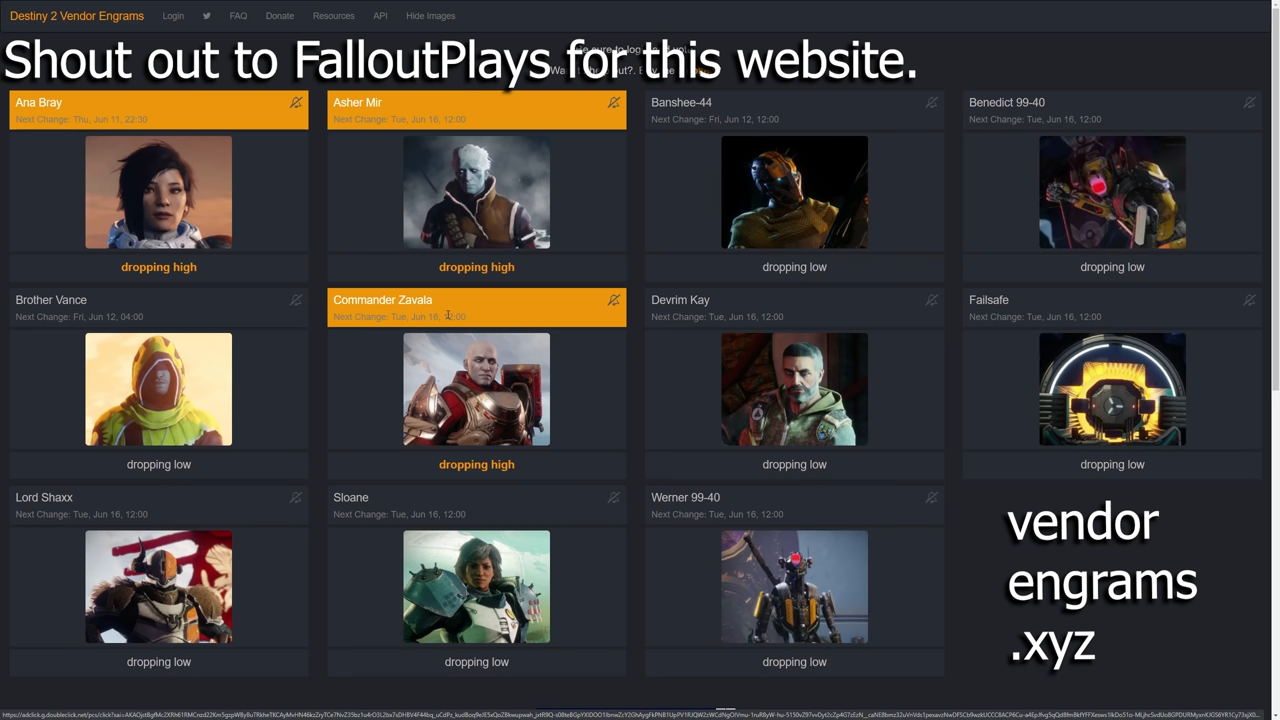 Destiny 2 Vendor Engrams Login FAQ Donate Resources API Hide Images
Shout out to FalloutPlays for this website.
Ana Bray
Next Change: Thu, Jun 11, 22:30
dropping high
Asher Mir
Next Change: Tue, Jun 16, 12:00
dropping high
Banshee-44
Next Change: Fri, Jun 12, 12:00
dropping low
Benedict 99-40
Next Change: Tue, Jun 16, 12:00
dropping low
Brother Vance
Next Change: Fri, Jun 12, 04:00
dropping low
Commander Zavala
Next Change: Tue, Jun 16, 12:00
dropping high
Devrim Kay
Next Change: Tue, Jun 16, 12:00
dropping low
Failsafe
Next Change: Tue, Jun 16, 12:00
dropping low
Lord Shaxx
Next Change: Tue, Jun 16, 12:00
dropping low
Sloane
Next Change: Tue, Jun 16, 12:00
dropping low
Werner 99-40
Next Change: Tue, Jun 16, 12:00
dropping low
vendor
engrams
.xyz